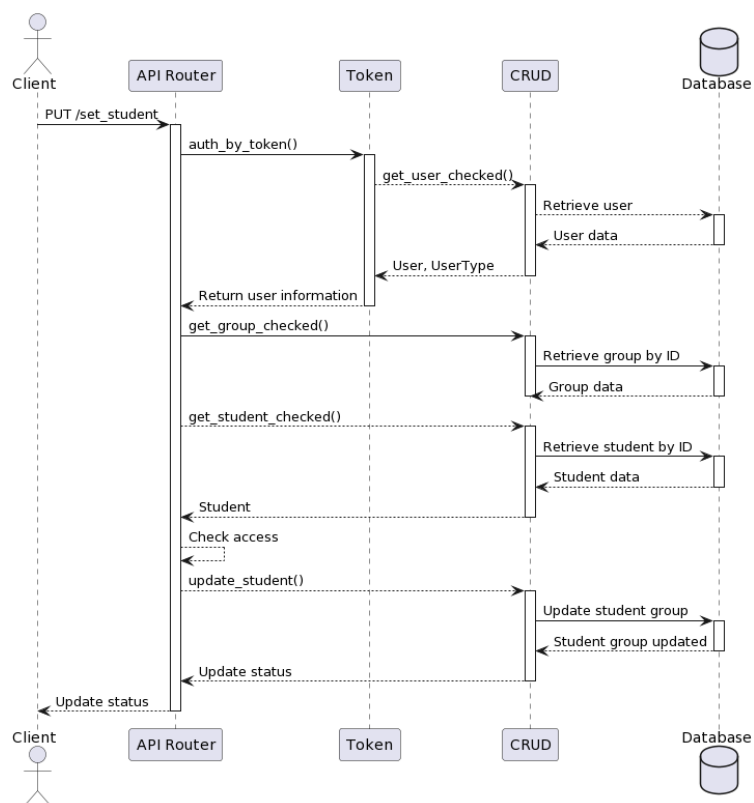 Client
API Router
Token
CRUD
Database
PUT /set_student
auth_by_token()
get_user_checked()
Retrieve user
User data
User, UserType
Return user information
get_group_checked()
Retrieve group by ID
Group data
get_student_checked()
Retrieve student by ID
Student data
Student
Check access
update_student()
Update student group
Student group updated
Update status
Update status
Client
API Router
Token
CRUD
Database